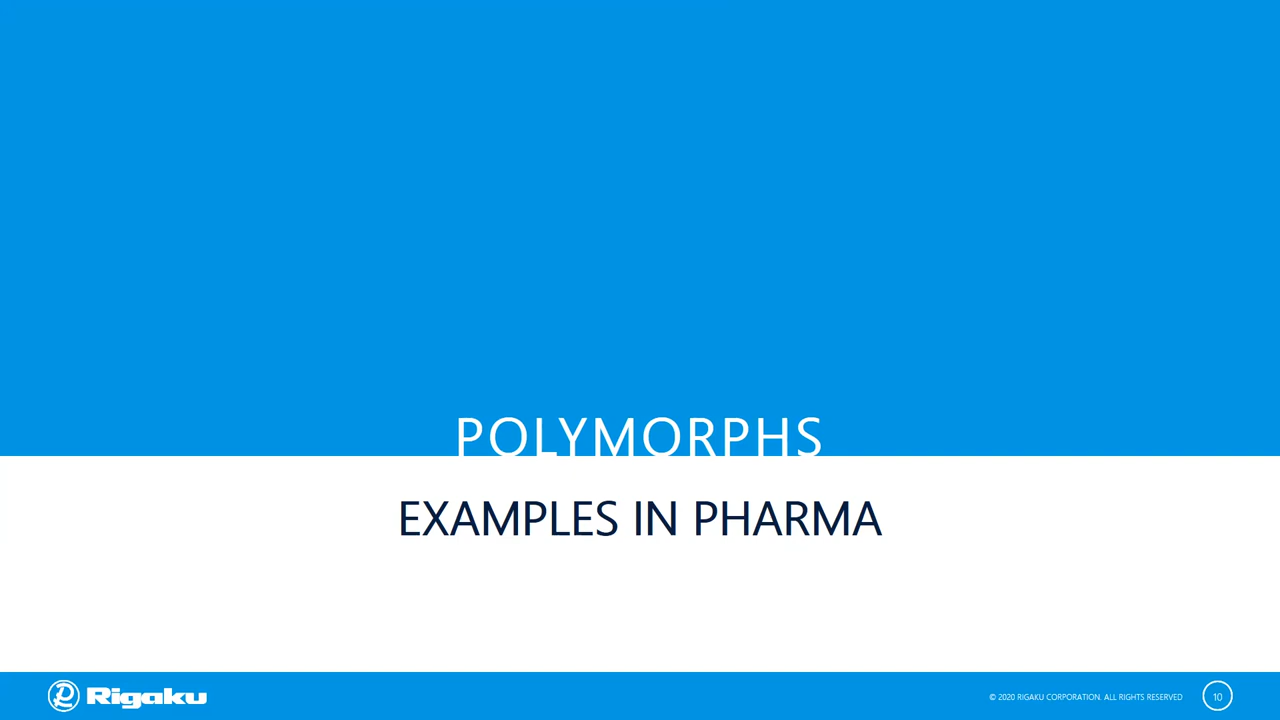 POLYMORPHS
EXAMPLES IN PHARMA
Rigaku
© 2020 RIGAKU CORPORATION. ALL RIGHTS RESERVED
10